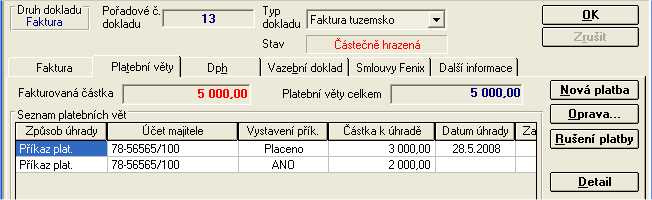 Druh dokladu
Faktura
Pořadové č. dokladu
13
Typ dokladu
Faktura tuzemsko
Stav
Částečně hrazená
OK
Zrušit
Faktura
Platební věty
Dph
Vazební doklad
Smlouvy Fenix
Další informace
Fakturovaná částka
5 000,00
Platební věty celkem
5 000,00
Nová platba
Oprava...
Rušení platby
Detail
Seznam platebních vět
Způsob úhrady Účet majitele Vystavení přík. Částka k úhradě Datum úhrady Za
Příkaz plat. 78-56565/100 Placeno 3 000,00 28.5.2008
Příkaz plat. 78-56565/100 ANO 2 000,00